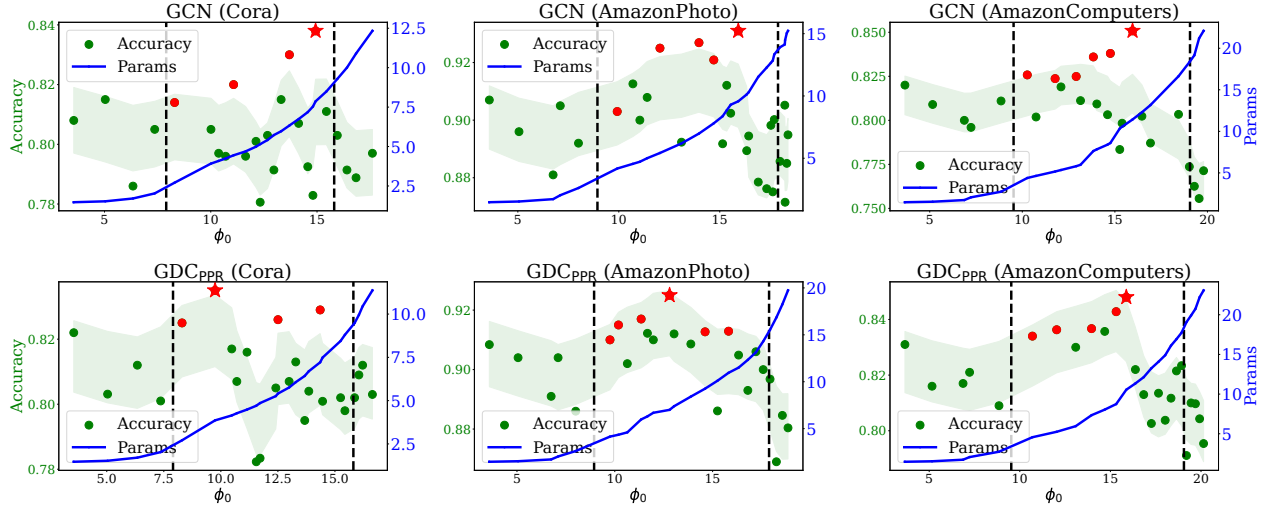 GCN (Cora)
0.84
0.82
0.80
0.78
Accuracy
Accuracy
Params
12.5
10.0
7.5
5.0
2.5
5
10
15
ϕ₀
GCN (AmazonPhoto)
0.92
0.90
0.88
Accuracy
Params
15
10
5
5
10
15
ϕ₀
GCN (AmazonComputers)
0.850
0.825
0.800
0.775
0.750
Accuracy
Params
20
15
10
5
Params
5
10
15
20
ϕ₀
GDC_PPR (Cora)
0.82
0.80
0.78
Accuracy
Accuracy
Params
10.0
7.5
5.0
2.5
5.0
7.5
10.0
12.5
15.0
ϕ₀
GDC_PPR (AmazonPhoto)
0.92
0.90
0.88
Accuracy
Params
20
15
10
5
5
10
15
ϕ₀
GDC_PPR (AmazonComputers)
0.84
0.82
0.80
Accuracy
Params
20
15
10
5
Params
5
10
15
20
ϕ₀